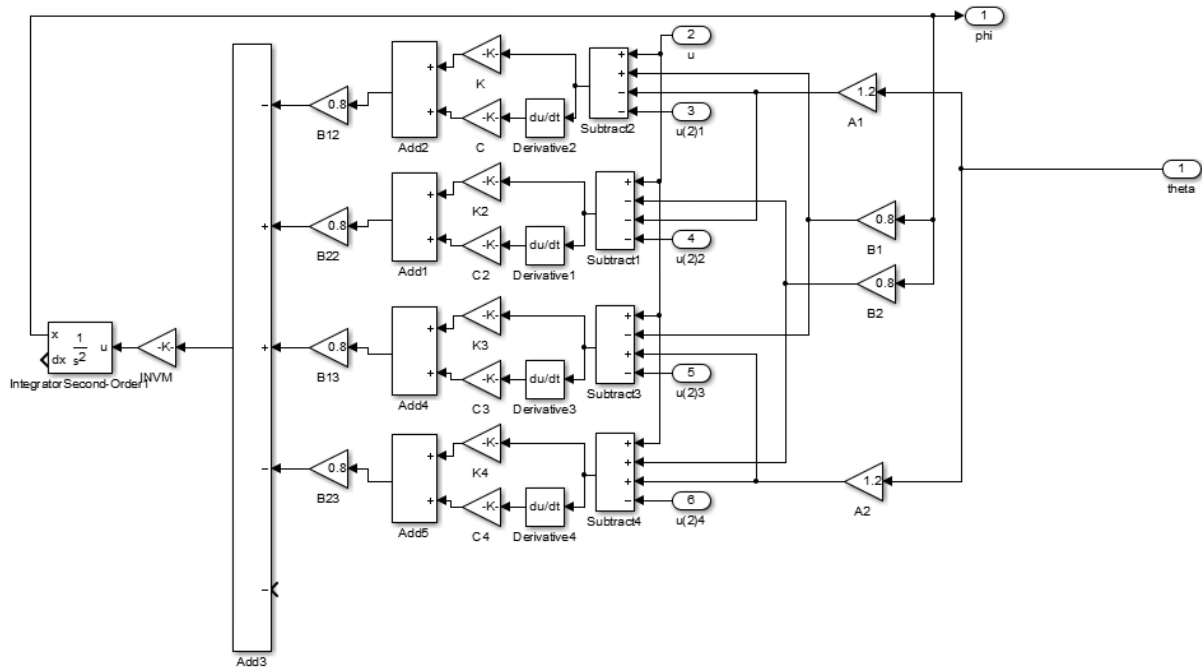 1
phi
2
u
+
+
-K-
K
+
+
−
−
1.2
A1
−
0.8
B12
+
Add2
-K-
C
du/dt
Derivative2
Subtract2
3
u(2)1
1
theta
+
-K-
K2
+
−
−
−
0.8
B1
+
0.8
B22
+
Add1
-K-
C2
du/dt
Derivative1
Subtract1
4
u(2)2
0.8
B2
+
-K-
K3
+
−
+
−
x
dx
1
s2
u
IntegratorSecond-Order1
-K-
INVM
+
0.8
B13
+
Add4
-K-
C3
du/dt
Derivative3
Subtract3
5
u(2)3
+
-K-
K4
+
+
+
−
1.2
A2
−
0.8
B23
+
Add5
-K-
C4
du/dt
Derivative4
Subtract4
6
u(2)4
−
Add3